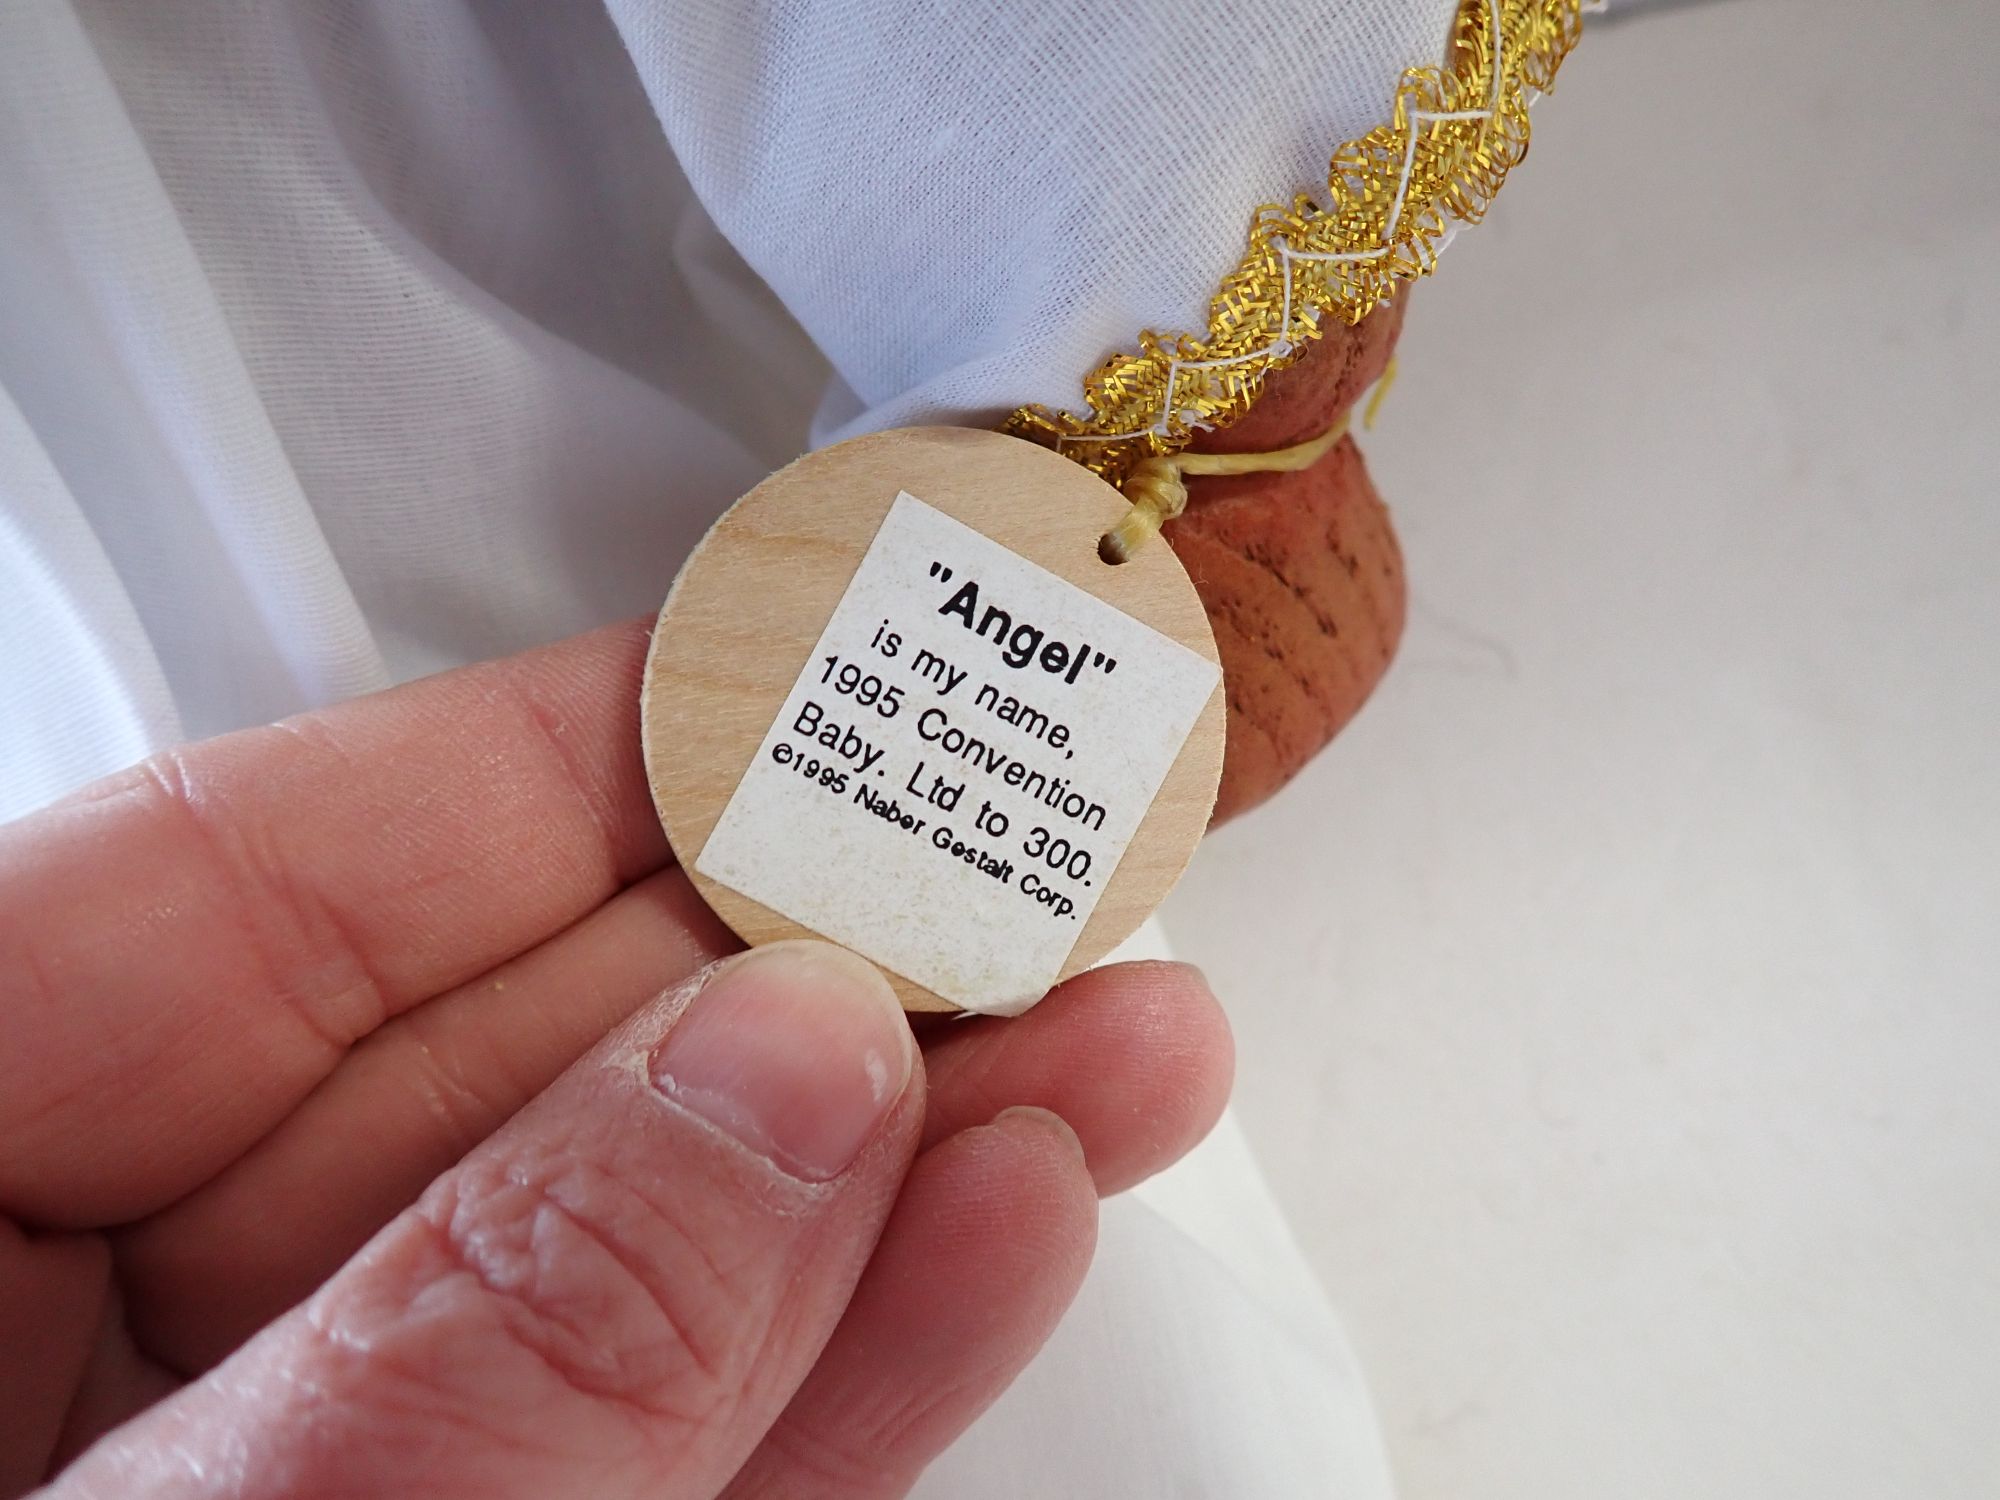 "Angel"
is my name,
1995 Convention
Baby. Ltd to 300.
©1995 Naber Gestalt Corp.